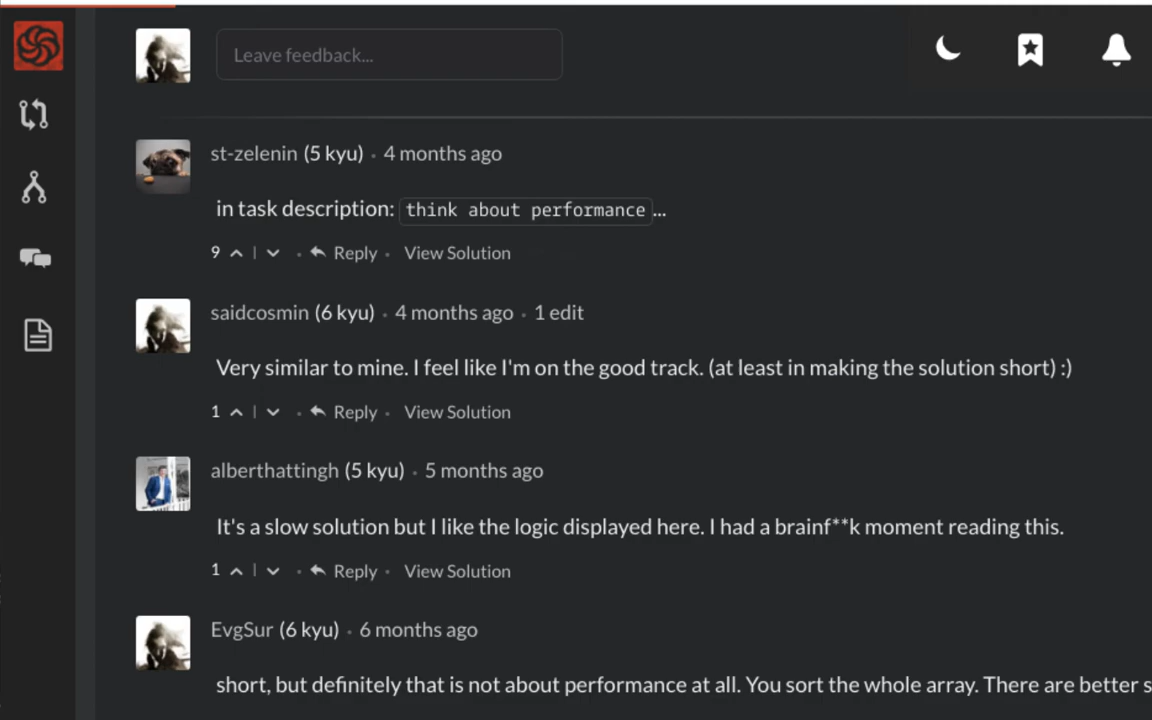 Leave feedback...
st-zelenin (5 kyu) • 4 months ago
in task description: think about performance...
9 | • Reply • View Solution
saidcosmin (6 kyu) • 4 months ago • 1 edit
Very similar to mine. I feel like I'm on the good track. (at least in making the solution short) :)
1 | • Reply • View Solution
alberthattingh (5 kyu) • 5 months ago
It's a slow solution but I like the logic displayed here. I had a brainf**k moment reading this.
1 | • Reply • View Solution
EvgSur (6 kyu) • 6 months ago
short, but definitely that is not about performance at all. You sort the whole array. There are better s